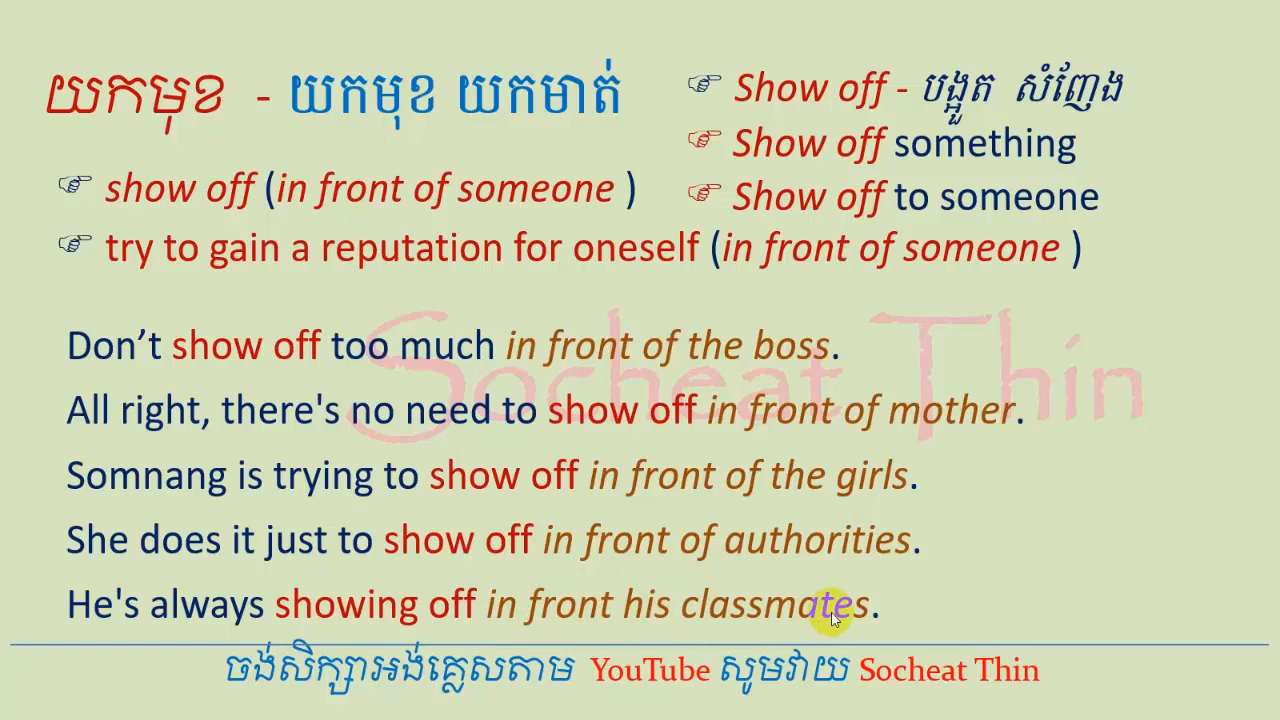 យកមុខ - យកមុខ យកមាត់
☞ show off (in front of someone )
☞ try to gain a reputation for oneself (in front of someone )
☞ Show off - បង្អួត សំញែង
☞ Show off something
☞ Show off to someone
Don’t show off too much in front of the boss.
All right, there's no need to show off in front of mother.
Somnang is trying to show off in front of the girls.
She does it just to show off in front of authorities.
He's always showing off in front his classmates.
Socheat Thin
ចង់សិក្សាអង់គ្លេសតាម YouTube សូមវាយ Socheat Thin